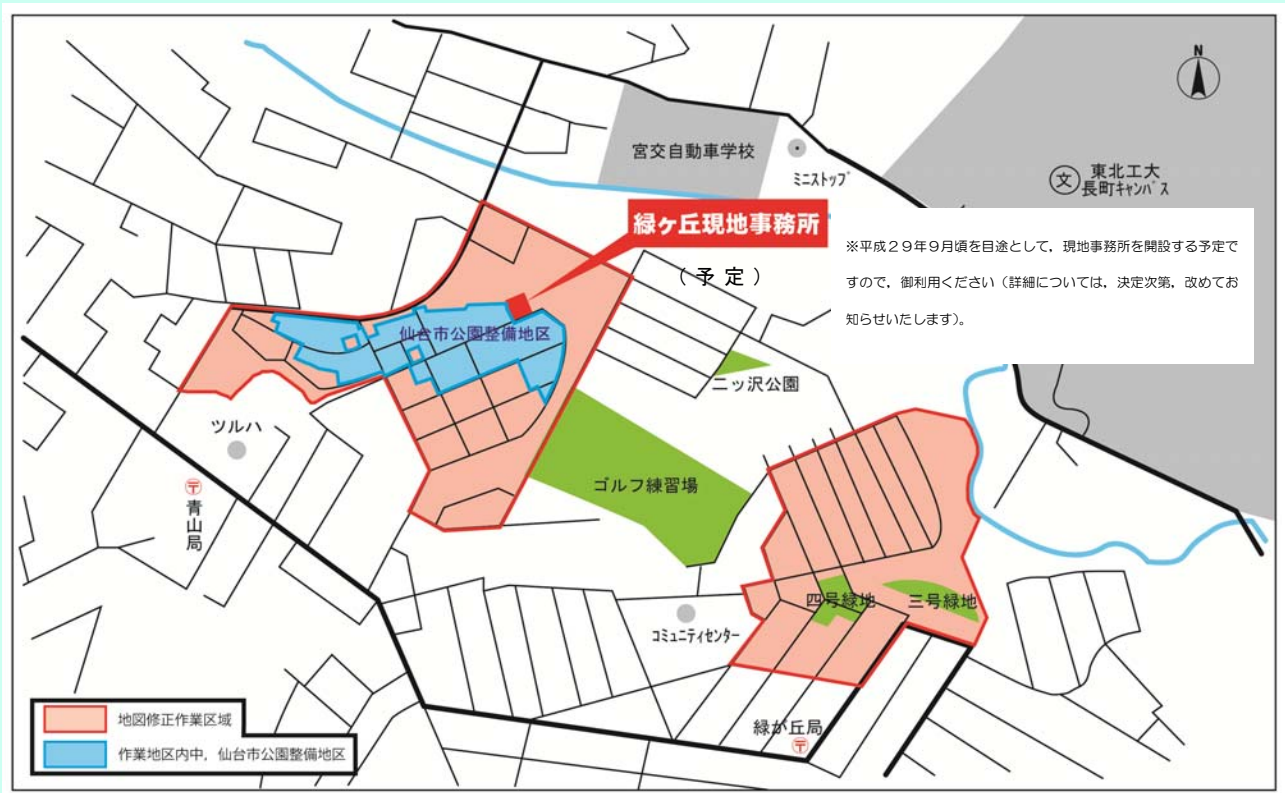 N
宮交自動車学校
ミニストップ
文
東北工大
長町キャンパス
緑ヶ丘現地事務所
（予定）
※平成２９年９月頃を目途として，現地事務所を開設する予定で
すので，御利用ください（詳細については，決定次第，改めてお
知らせいたします）。
仙台市公園整備地区
二ッ沢公園
ツルハ
〒
青山局
ゴルフ練習場
四号緑地
三号緑地
コミュニティセンター
緑が丘局
〒
地図修正作業区域
作業地区内中，仙台市公園整備地区